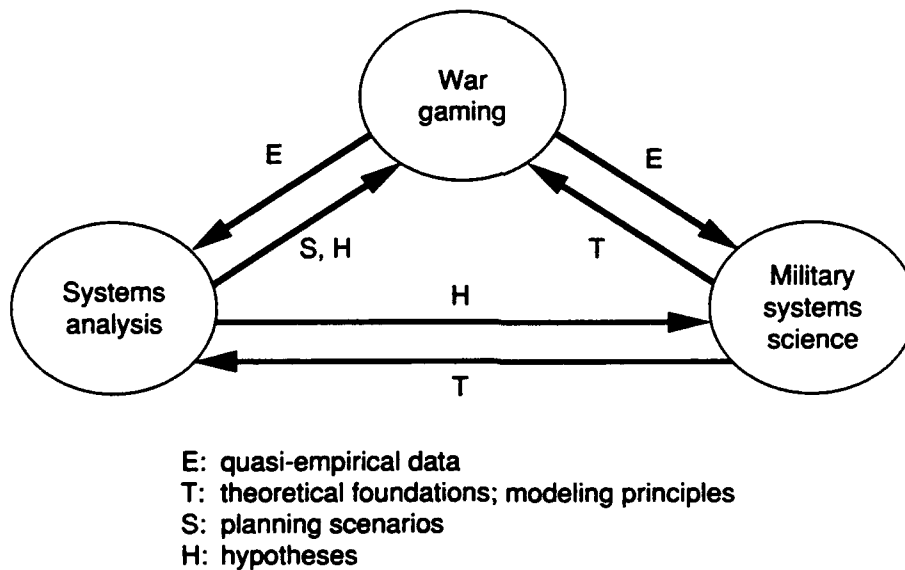 War
gaming
E
E
S, H
T
Systems
analysis
H
Military
systems
science
T
E: quasi-empirical data
T: theoretical foundations; modeling principles
S: planning scenarios
H: hypotheses